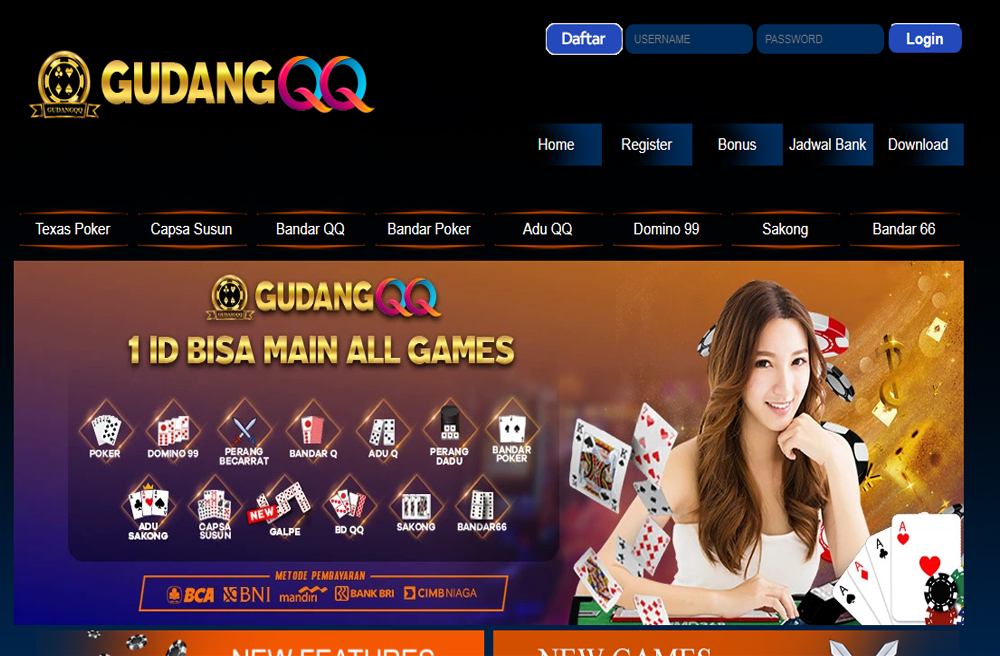 Daftar USERNAME PASSWORD Login
GUDANGQQ
GUDANGQQ
Home Register Bonus Jadwal Bank Download
Texas Poker Capsa Susun Bandar QQ Bandar Poker Adu QQ Domino 99 Sakong Bandar 66
GUDANGQQ
GUDANGQQ
1 ID BISA MAIN ALL GAMES
POKER DOMINO 99 PERANG BECARRAT BANDAR Q ADU Q PERANG DADU BANDAR POKER
ADU SAKONG CAPSA SUSUN NEW GALPE BD QQ SAKONG BANDAR66
METODE PEMBAYARAN
BCA BNI mandiri BANK BRI CIMB NIAGA
NEW FEATURES NEW GAMES